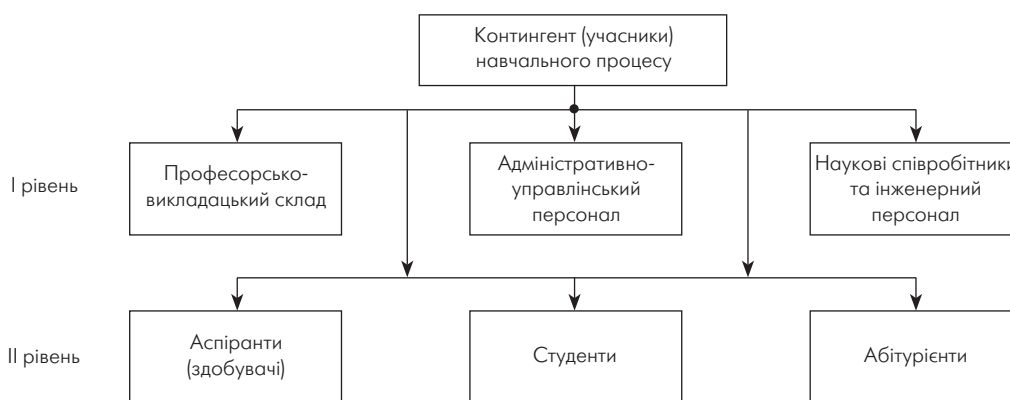 Контингент (учасники)
навчального процесу
І рівень
Професорсько-
викладацький склад
Адміністративно-
управлінський
персонал
Наукові співробітники
та інженерний
персонал
ІІ рівень
Аспіранти
(здобувачі)
Студенти
Абітурієнти